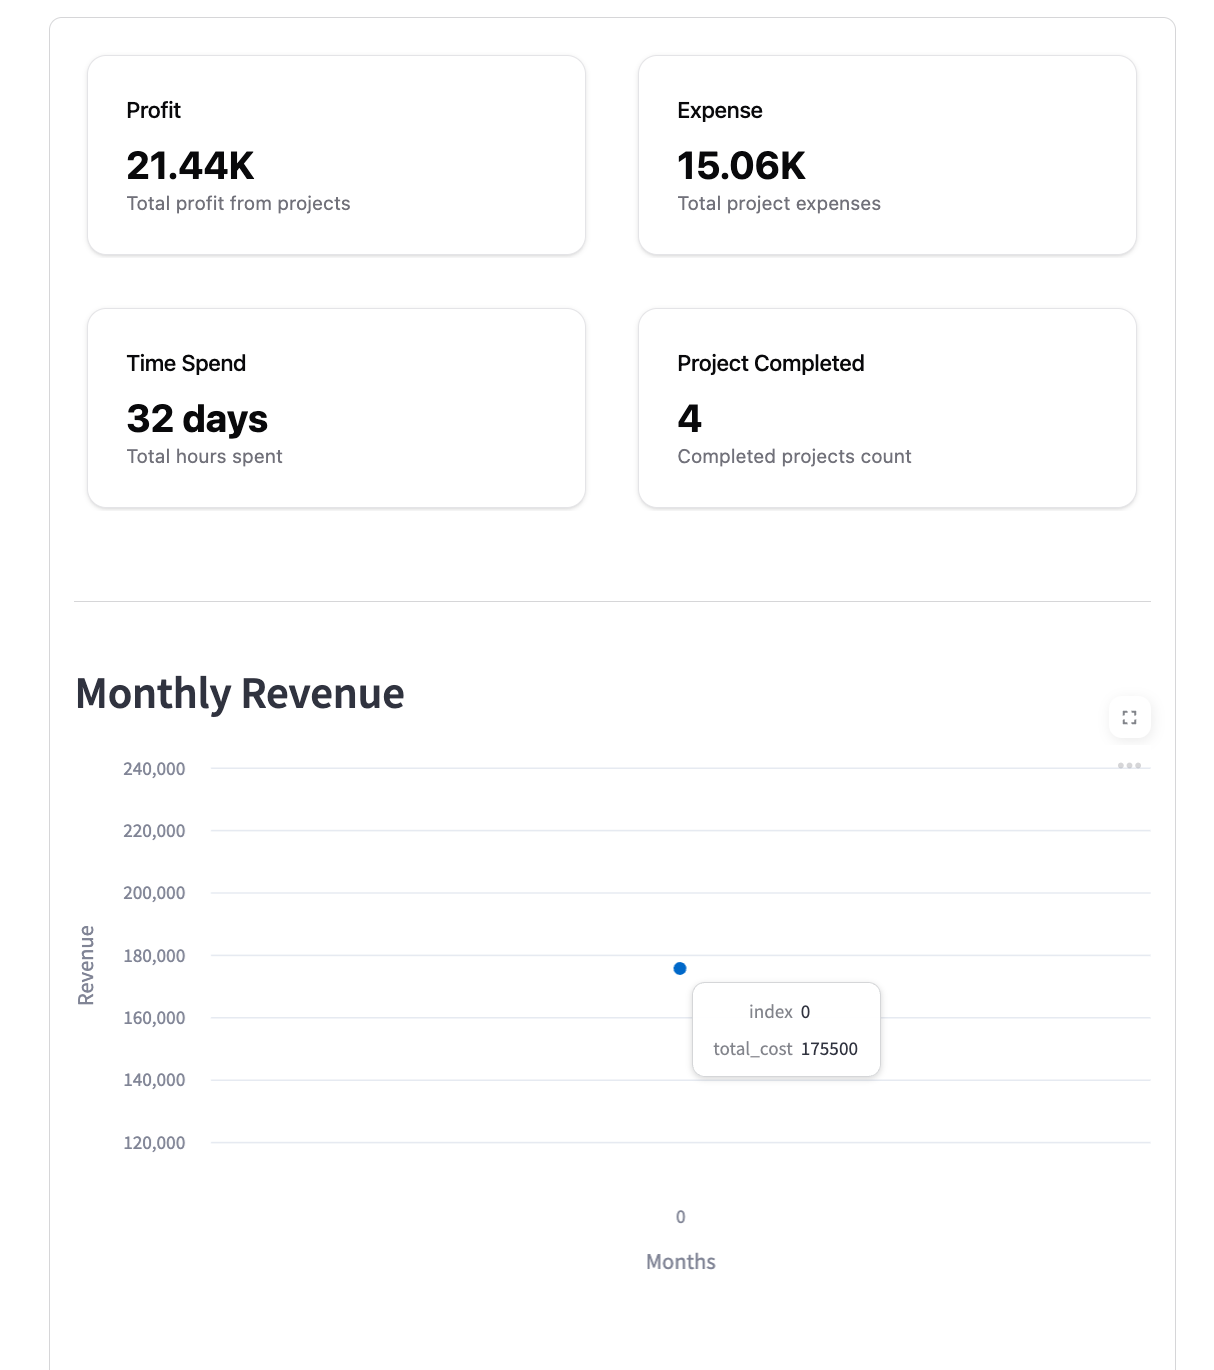 Profit
21.44K
Total profit from projects
Expense
15.06K
Total project expenses
Time Spend
32 days
Total hours spent
Project Completed
4
Completed projects count
Monthly Revenue
240,000
220,000
200,000
180,000
160,000
140,000
120,000
Revenue
index 0
total_cost 175500
0
Months